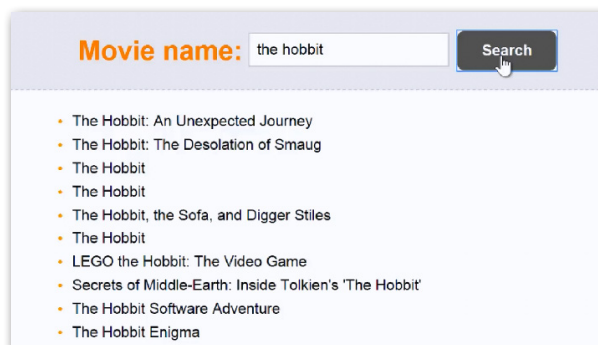 Movie name: the hobbit Search
The Hobbit: An Unexpected Journey
The Hobbit: The Desolation of Smaug
The Hobbit
The Hobbit
The Hobbit, the Sofa, and Digger Stiles
The Hobbit
LEGO the Hobbit: The Video Game
Secrets of Middle-Earth: Inside Tolkien's 'The Hobbit'
The Hobbit Software Adventure
The Hobbit Enigma